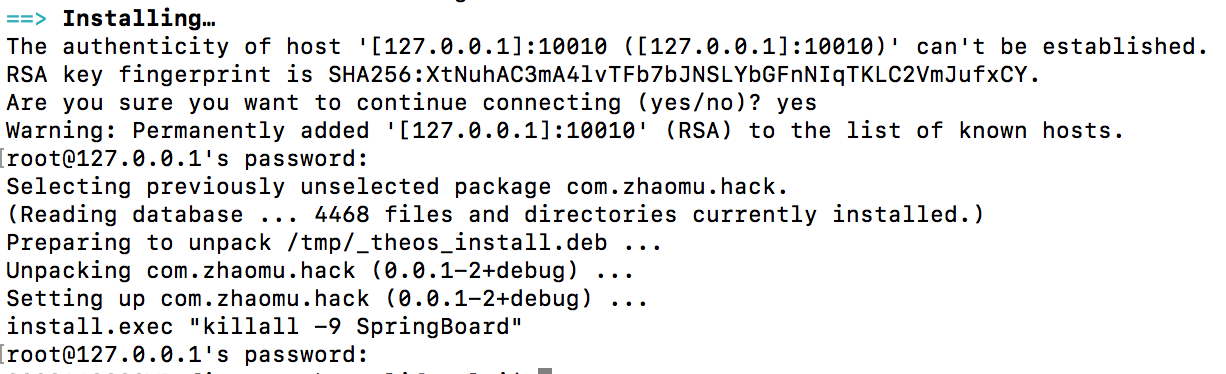 ==> Installing…
The authenticity of host '[127.0.0.1]:10010 ([127.0.0.1]:10010)' can't be established.
RSA key fingerprint is SHA256:XtNuhAC3mA4lvTFb7bJNSLYbGFnNIqTKLC2VmJufxCY.
Are you sure you want to continue connecting (yes/no)? yes
Warning: Permanently added '[127.0.0.1]:10010' (RSA) to the list of known hosts.
[root@127.0.0.1's password:
Selecting previously unselected package com.zhaomu.hack.
(Reading database ... 4468 files and directories currently installed.)
Preparing to unpack /tmp/_theos_install.deb ...
Unpacking com.zhaomu.hack (0.0.1-2+debug) ...
Setting up com.zhaomu.hack (0.0.1-2+debug) ...
install.exec "killall -9 SpringBoard"
[root@127.0.0.1's password: